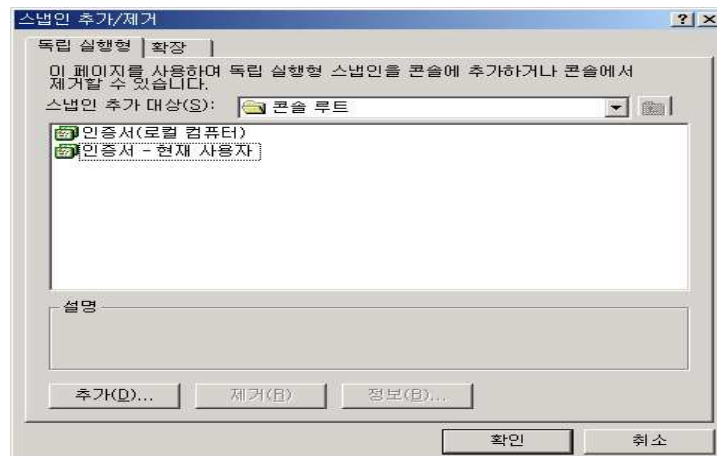 스냅인 추가/제거
독립 실행형
확장
이 페이지를 사용하며 독립 실행형 스냅인을 콘솔에 추가하거나 콘솔에서
제거할 수 있습니다.
스냅인 추가 대상(S):
콘솔 루트
인증서(로컬 컴퓨터)
인증서 - 현재 사용자
설명
추가(D)...
제거(R)
정보(B)...
확인
취소